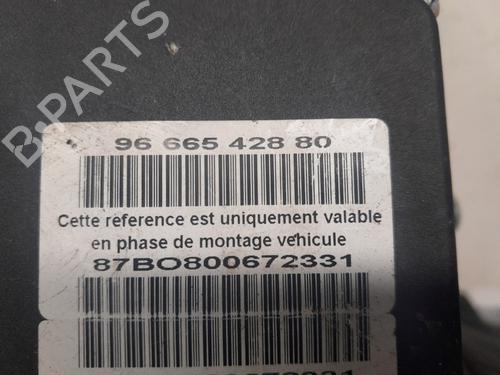 B-PARTS
96 665 428 80
Cette reference est uniquement valable
en phase de montage vehicule
87BO800672331